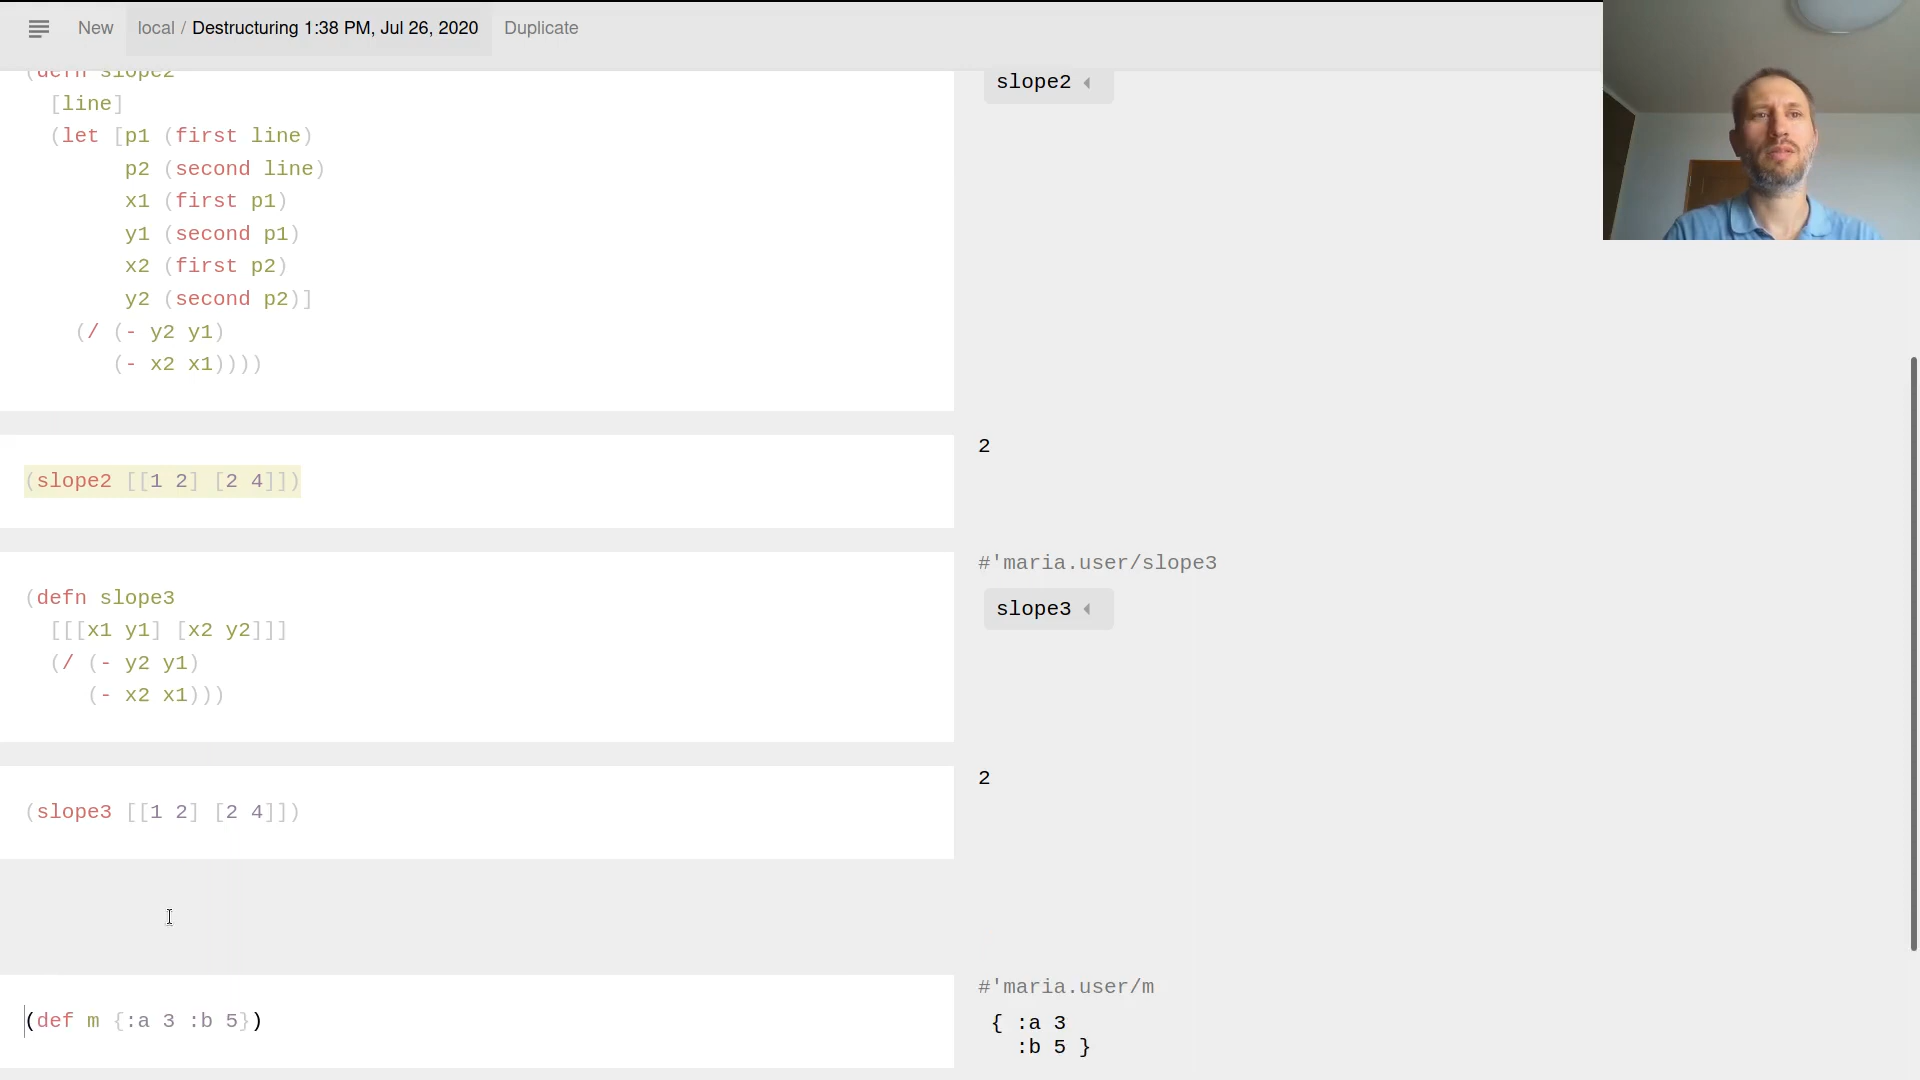 New local / Destructuring 1:38 PM, Jul 26, 2020 Duplicate
(defn slope2
[line]
(let [p1 (first line)
p2 (second line)
x1 (first p1)
y1 (second p1)
x2 (first p2)
y2 (second p2)]
(/ (- y2 y1)
(- x2 x1))))
slope2
(slope2 [[1 2] [2 4]])
2
(defn slope3
[[[x1 y1] [x2 y2]]]
(/ (- y2 y1)
(- x2 x1)))
#'maria.user/slope3
slope3
(slope3 [[1 2] [2 4]])
2
(def m {:a 3 :b 5})
#'maria.user/m
{ :a 3
:b 5 }